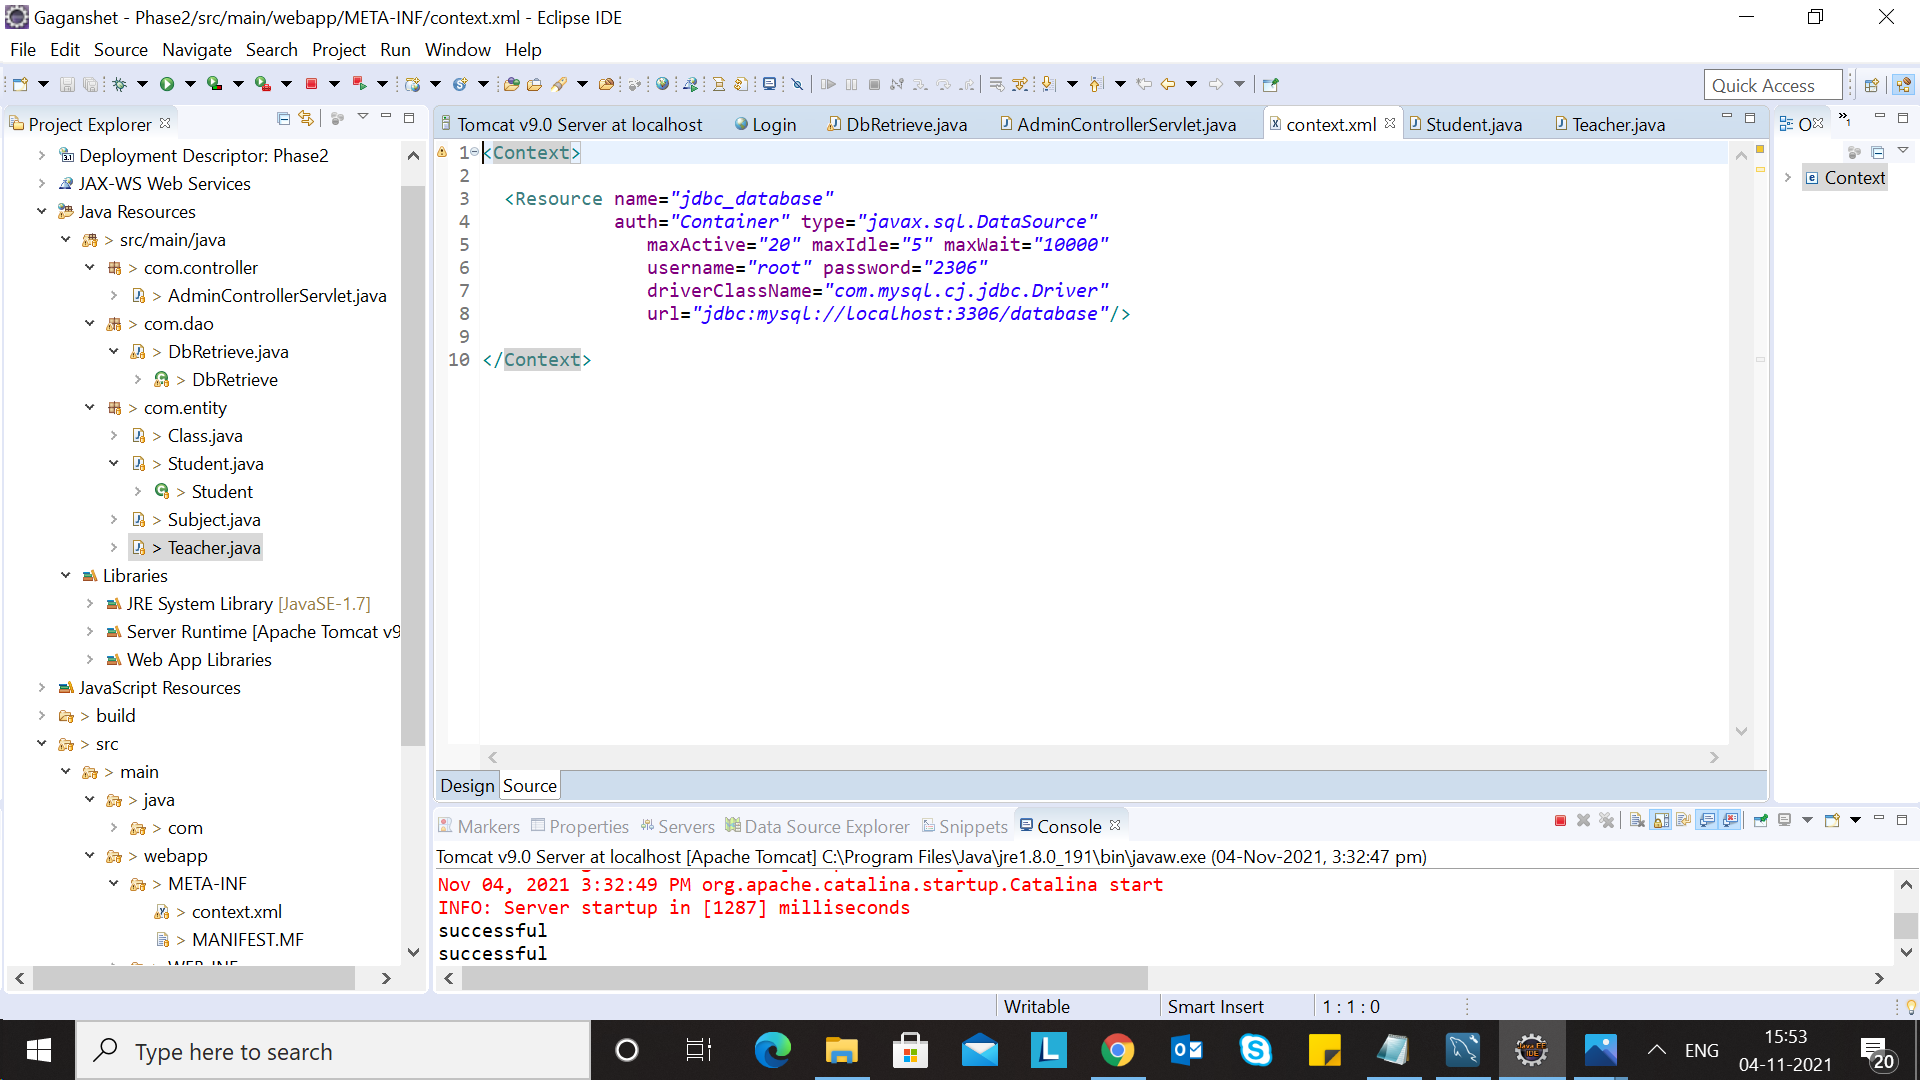 Gaganshet - Phase2/src/main/webapp/META-INF/context.xml - Eclipse IDE
File Edit Source Navigate Search Project Run Window Help
Quick Access
Project Explorer
Deployment Descriptor: Phase2
JAX-WS Web Services
Java Resources
> src/main/java
> com.controller
> AdminControllerServlet.java
> com.dao
> DbRetrieve.java
> DbRetrieve
> com.entity
> Class.java
> Student.java
> Student
> Subject.java
> Teacher.java
Libraries
JRE System Library [JavaSE-1.7]
Server Runtime [Apache Tomcat v9
Web App Libraries
JavaScript Resources
> build
> src
> main
> java
> com
> webapp
> META-INF
> context.xml
> MANIFEST.MF
Tomcat v9.0 Server at localhost Login DbRetrieve.java AdminControllerServlet.java context.xml Student.java Teacher.java
1 <Context>
2
3 <Resource name="jdbc_database"
4 auth="Container" type="javax.sql.DataSource"
5 maxActive="20" maxIdle="5" maxWait="10000"
6 username="root" password="2306"
7 driverClassName="com.mysql.cj.jdbc.Driver"
8 url="jdbc:mysql://localhost:3306/database"/>
9
10 </Context>
Design Source
O »1
Context
Markers Properties Servers Data Source Explorer Snippets Console
Tomcat v9.0 Server at localhost [Apache Tomcat] C:\Program Files\Java\jre1.8.0_191\bin\javaw.exe (04-Nov-2021, 3:32:47 pm)
Nov 04, 2021 3:32:49 PM org.apache.catalina.startup.Catalina start
INFO: Server startup in [1287] milliseconds
successful
successful
Writable Smart Insert 1 : 1 : 0
Type here to search
ENG
15:53
04-11-2021
20